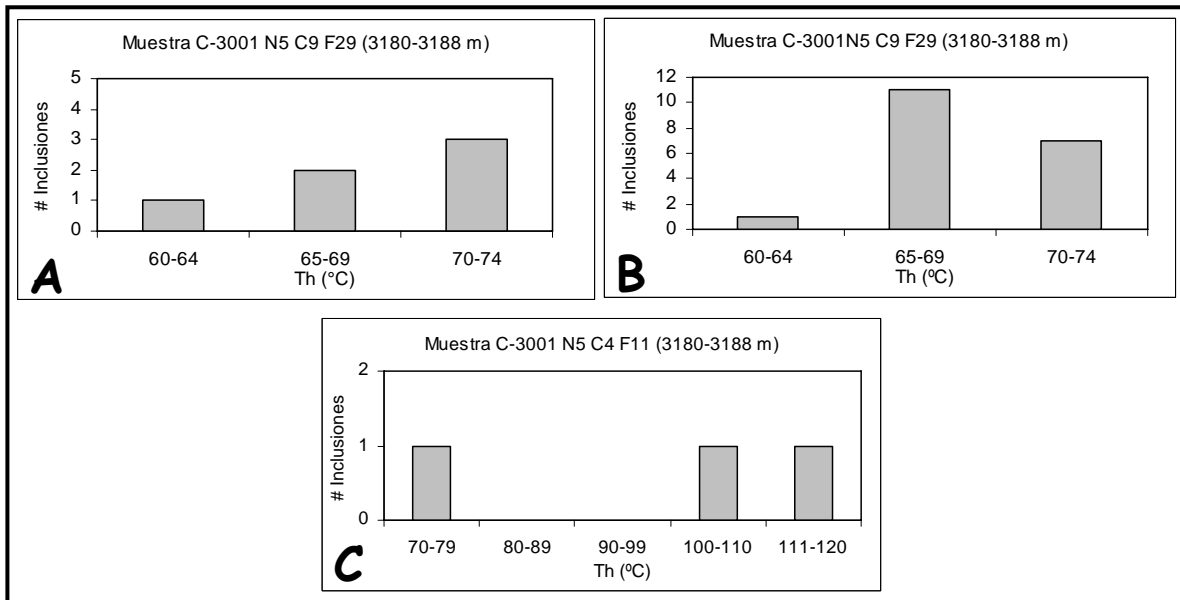 Muestra C-3001 N5 C9 F29 (3180-3188 m)
# Inclusiones
5
4
3
2
1
0
60-64 65-69 70-74
Th (°C)
A
Muestra C-3001N5 C9 F29 (3180-3188 m)
# Inclusiones
12
10
8
6
4
2
0
60-64 65-69 70-74
Th (ºC)
B
Muestra C-3001 N5 C4 F11 (3180-3188 m)
# Inclusiones
2
1
0
70-79 80-89 90-99 100-110 111-120
Th (ºC)
C